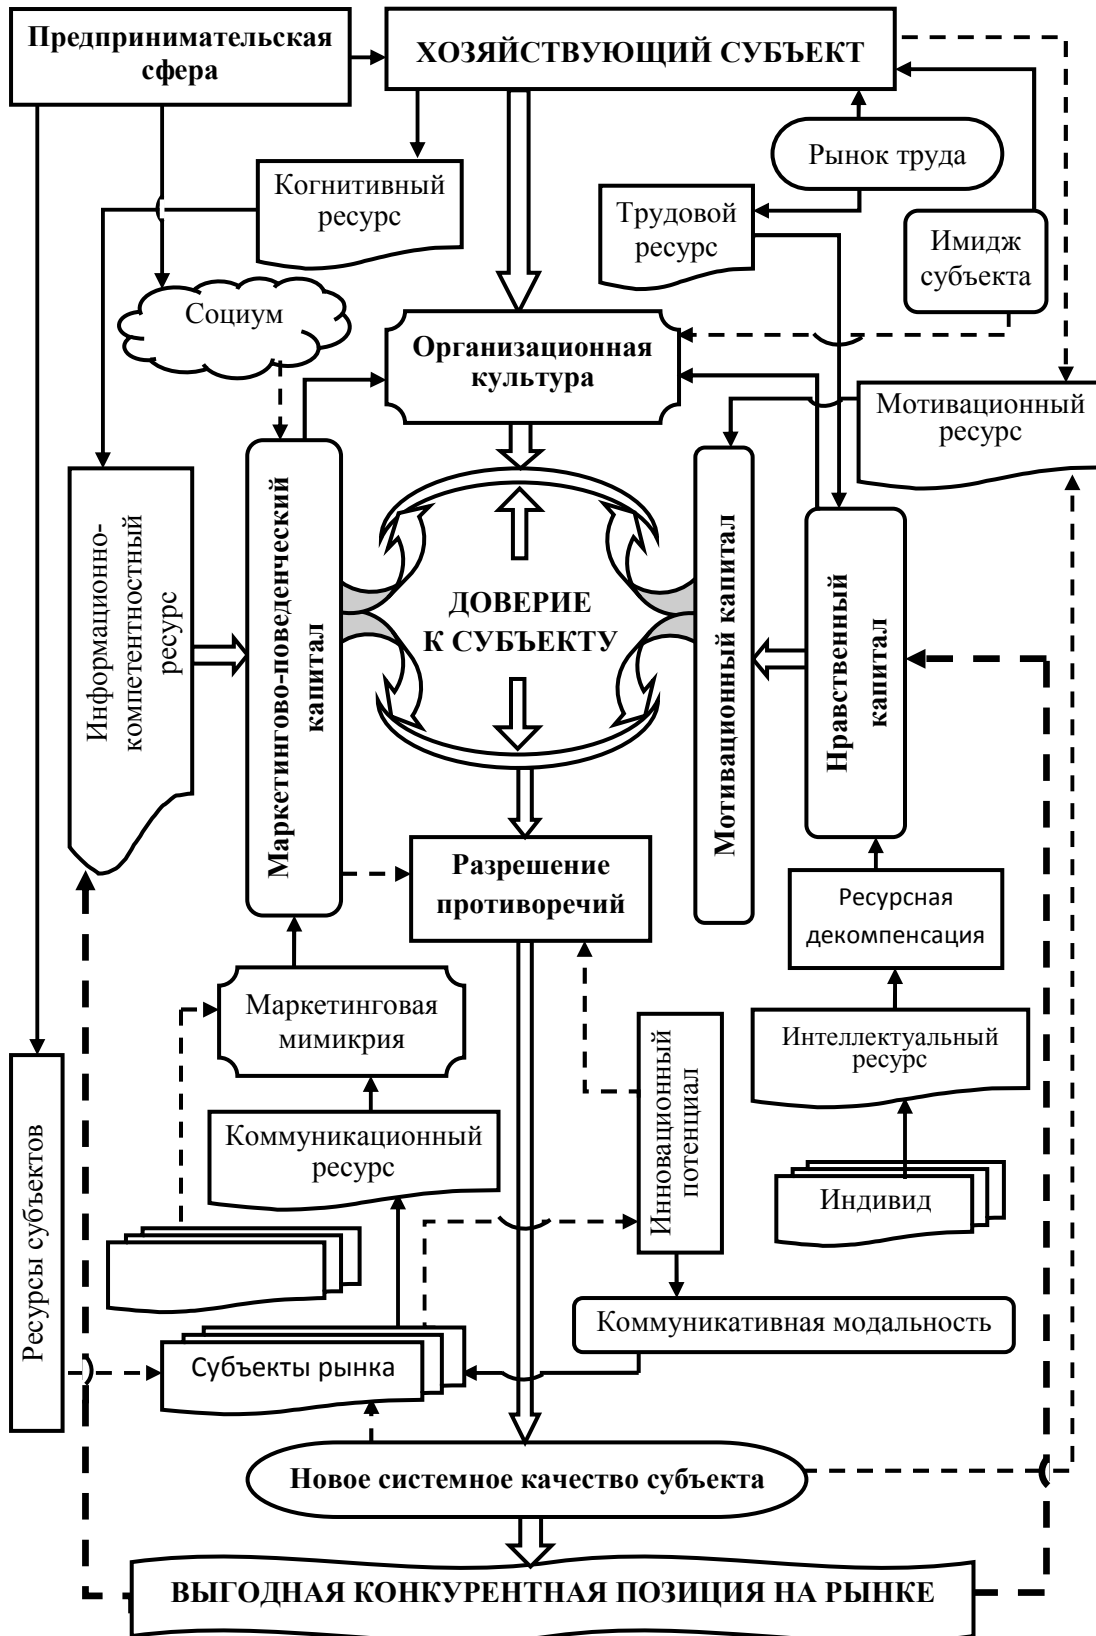 Предпринимательская
сфера
ХОЗЯЙСТВУЮЩИЙ СУБЪЕКТ
Рынок труда
Когнитивный
ресурс
Трудовой
ресурс
Имидж
субъекта
Социум
Организационная
культура
Мотивационный
ресурс
Информационно-
компетентностный
ресурс
Маркетингово-поведенческий
капитал
ДОВЕРИЕ
К СУБЪЕКТУ
Мотивационный капитал
Нравственный
капитал
Разрешение
противоречий
Ресурсная
декомпенсация
Маркетинговая
мимикрия
Инновационный
потенциал
Интеллектуальный
ресурс
Коммуникационный
ресурс
Индивид
Ресурсы субъектов
Коммуникативная модальность
Субъекты рынка
Новое системное качество субъекта
ВЫГОДНАЯ КОНКУРЕНТНАЯ ПОЗИЦИЯ НА РЫНКЕ